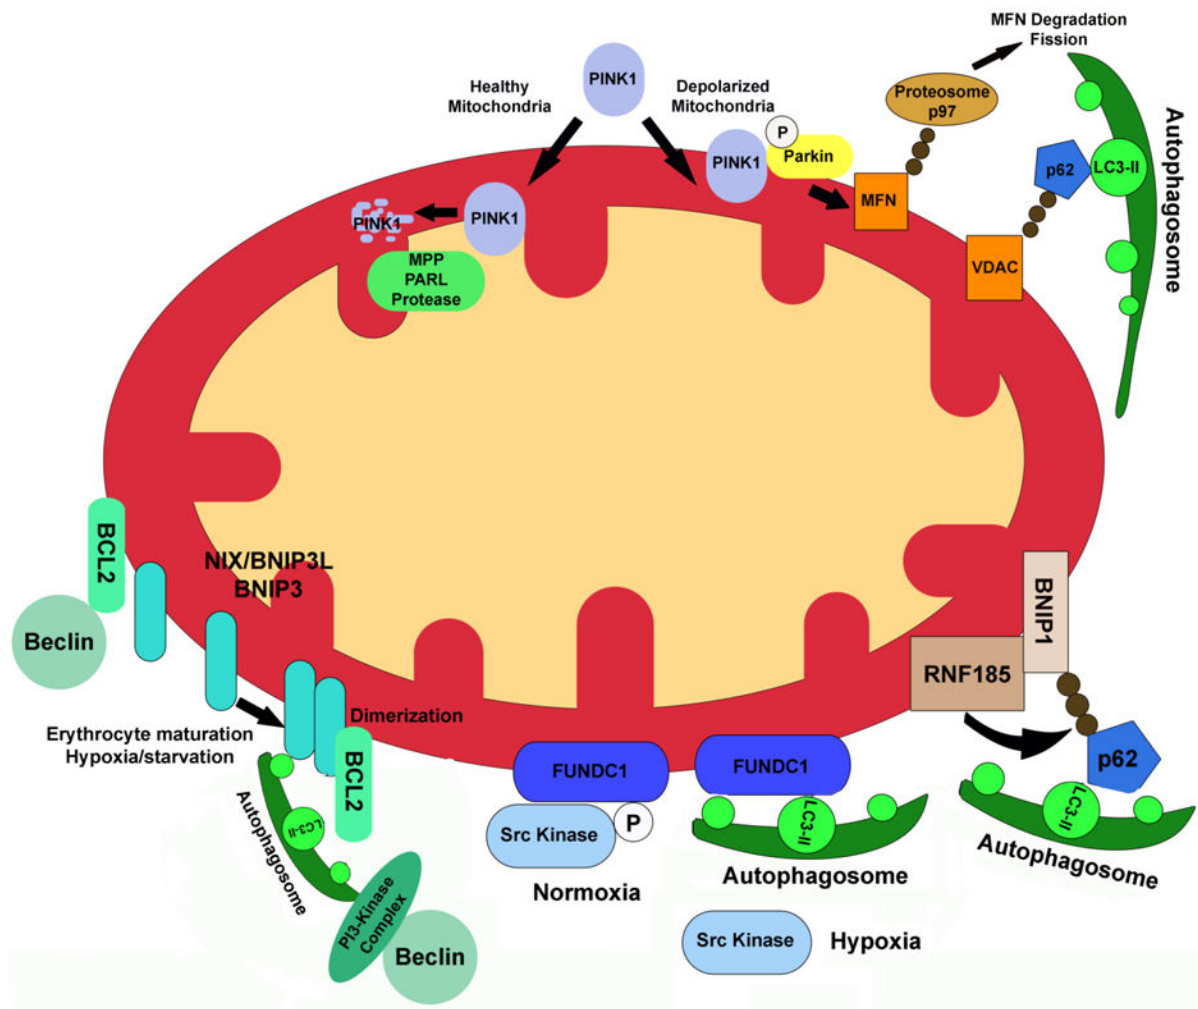 MFN Degradation
Fission
PINK1
Healthy
Mitochondria
Depolarized
Mitochondria
Proteosome
p97
P
PINK1
Parkin
MFN
p62
LC3-II
Autophagosome
VDAC
PINK1
PINK1
MPP
PARL
Protease
BCL2
Beclin
NIX/BNIP3L
BNIP3
Erythrocyte maturation
Hypoxia/starvation
Dimerization
BCL2
LC3-II
Autophagosome
PI3-Kinase
Complex
Beclin
FUNDC1
Src Kinase
P
Normoxia
FUNDC1
LC3-II
Autophagosome
Src Kinase
Hypoxia
BNIP1
RNF185
p62
LC3-II
Autophagosome